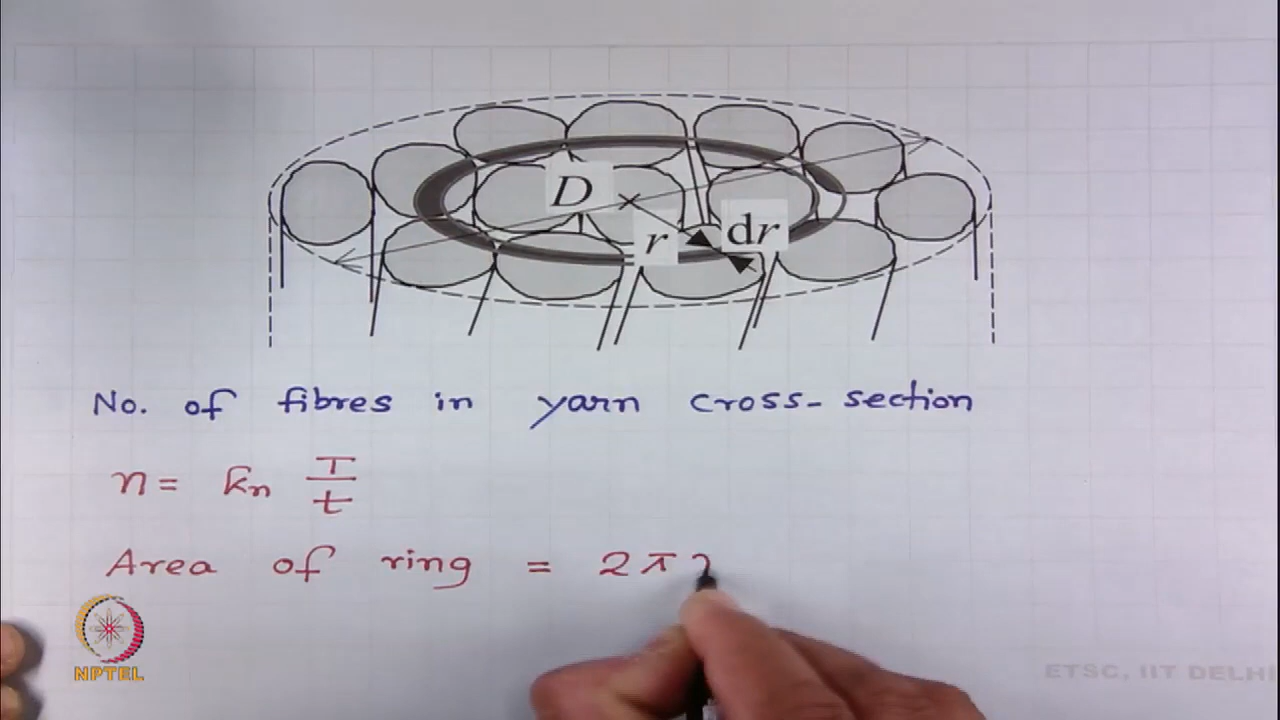 D
r dr
No. of fibres in yarn cross-section
n = kn T/t
Area of ring = 2π
NPTEL
ETSC, IIT DELHI